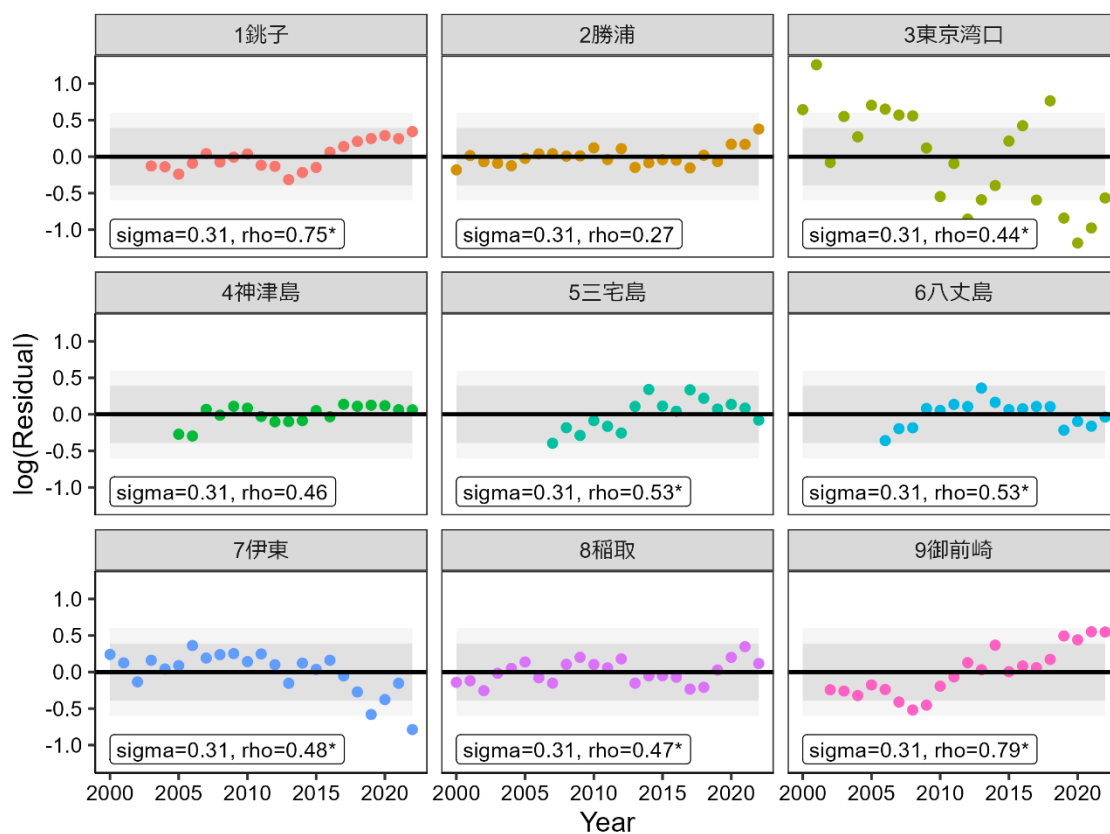 1銚子
2勝浦
3東京湾口
1.0
0.5
0.0
-0.5
-1.0
sigma=0.31, rho=0.75*
sigma=0.31, rho=0.27
sigma=0.31, rho=0.44*
4神津島
5三宅島
6八丈島
log(Residual)
1.0
0.5
0.0
-0.5
-1.0
sigma=0.31, rho=0.46
sigma=0.31, rho=0.53*
sigma=0.31, rho=0.53*
7伊東
8稲取
9御前崎
1.0
0.5
0.0
-0.5
-1.0
sigma=0.31, rho=0.48*
sigma=0.31, rho=0.47*
sigma=0.31, rho=0.79*
2000 2005 2010 2015 2020
2000 2005 2010 2015 2020
2000 2005 2010 2015 2020
Year